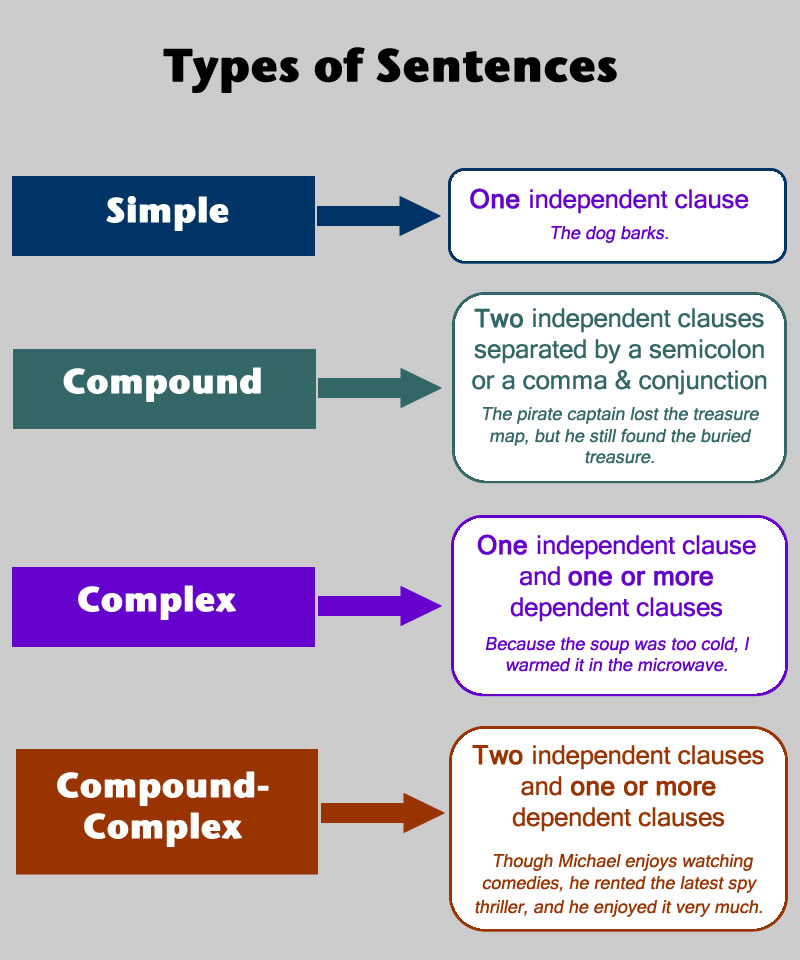 Types of Sentences
Simple
One independent clause
The dog barks.
Compound
Two independent clauses
separated by a semicolon
or a comma & conjunction
The pirate captain lost the treasure
map, but he still found the buried
treasure.
Complex
One independent clause
and one or more
dependent clauses
Because the soup was too cold, I
warmed it in the microwave.
Compound-
Complex
Two independent clauses
and one or more
dependent clauses
Though Michael enjoys watching
comedies, he rented the latest spy
thriller, and he enjoyed it very much.